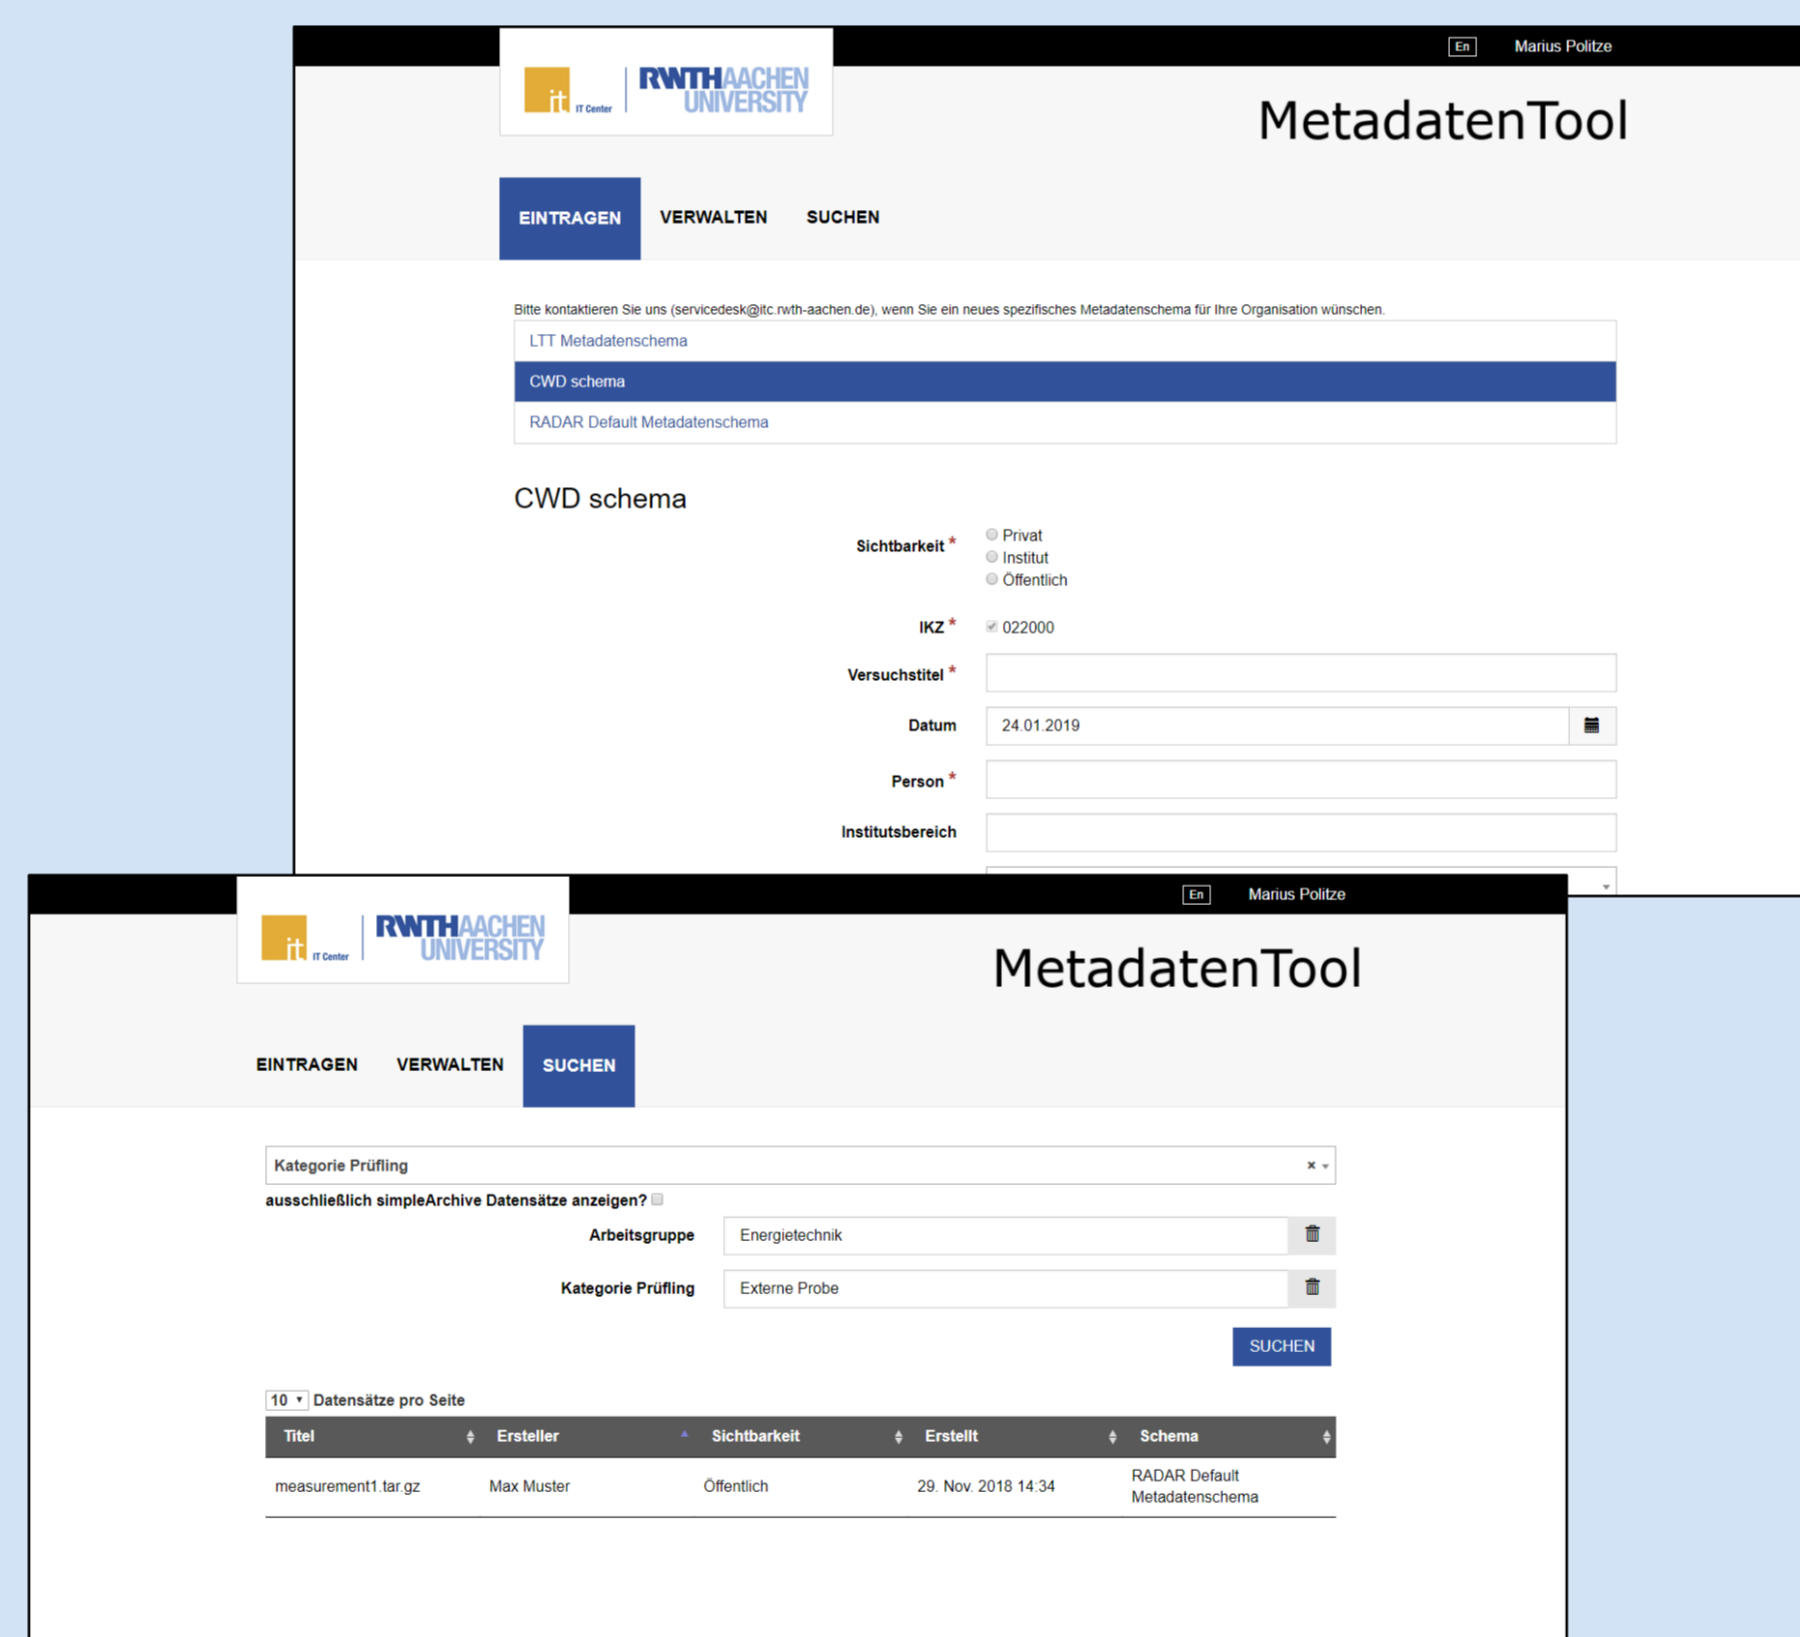 En Marius Politze
it IT Center RWTHAACHEN UNIVERSITY
MetadatenTool
EINTRAGEN VERWALTEN SUCHEN
Bitte kontaktieren Sie uns (servicedesk@itc.rwth-aachen.de), wenn Sie ein neues spezifisches Metadatenschema für Ihre Organisation wünschen.
LTT Metadatenschema
CWD schema
RADAR Default Metadatenschema
CWD schema
Sichtbarkeit *
Privat
Institut
Öffentlich
IKZ * 022000
Versuchstitel *
Datum 24.01.2019
Person *
Institutsbereich
En Marius Politze
it IT Center RWTHAACHEN UNIVERSITY
MetadatenTool
EINTRAGEN VERWALTEN SUCHEN
Kategorie Prüfling
ausschließlich simpleArchive Datensätze anzeigen?
Arbeitsgruppe Energietechnik
Kategorie Prüfling Externe Probe
SUCHEN
10 Datensätze pro Seite
Titel Ersteller Sichtbarkeit Erstellt Schema
measurement1.tar.gz Max Muster Öffentlich 29. Nov. 2018 14:34 RADAR Default
Metadatenschema